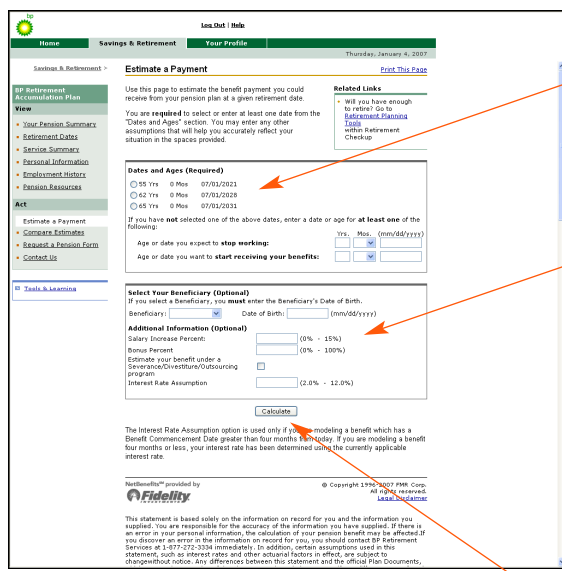 bp
Log Out | Help
Home Savings & Retirement Your Profile
Thursday, January 4, 2007
Savings & Retirement >
Estimate a Payment
Print This Page
BP Retirement
Accumulation Plan
View
Your Pension Summary
Retirement Dates
Service Summary
Personal Information
Employment History
Pension Resources
Act
Estimate a Payment
Compare Estimates
Request a Pension Form
Contact Us
Tools & Learning
Use this page to estimate the benefit payment you could
receive from your pension plan at a given retirement date.
You are required to select or enter at least one date from the
"Dates and Ages" section. You may enter any other
assumptions that will help you accurately reflect your
situation in the spaces provided.
Related Links
Will you have enough
to retire? Go to
Retirement Planning
Tools
within Retirement
Checkup
Dates and Ages (Required)
55 Yrs 0 Mos 07/01/2021
62 Yrs 0 Mos 07/01/2028
65 Yrs 0 Mos 07/01/2031
If you have not selected one of the above dates, enter a date or age for at least one of the
following:
Yrs. Mos. (mm/dd/yyyy)
Age or date you expect to stop working:
Age or date you want to start receiving your benefits:
Select Your Beneficiary (Optional)
If you select a Beneficiary, you must enter the Beneficiary's Date of Birth.
Beneficiary: Date of Birth: (mm/dd/yyyy)
Additional Information (Optional)
Salary Increase Percent: (0% - 15%)
Bonus Percent (0% - 100%)
Estimate your benefit under a
Severance/Divestiture/Outsourcing
program
Interest Rate Assumption (2.0% - 12.0%)
Calculate
The Interest Rate Assumption option is used only if you are modeling a benefit which has a
Benefit Commencement Date greater than four months from today. If you are modeling a benefit
four months or less, your interest rate has been determined using the currently applicable
interest rate.
NetBenefits℠ provided by
Fidelity
© Copyright 1996-2007 FMR Corp.
All rights reserved.
Legal Disclaimer
This statement is based solely on the information on record for you and the information you
supplied. You are responsible for the accuracy of the information you have supplied. If there is
an error in your personal information, the calculation of your pension benefit may be affected.If
you discover an error in the information on record for you, you should contact BP Retirement
Services at 1-877-272-3334 immediately. In addition, certain assumptions used in this
statement, such as interest rates and other actuarial factors in effect, are subject to
changewithout notice. Any differences between this statement and the official Plan Documents,